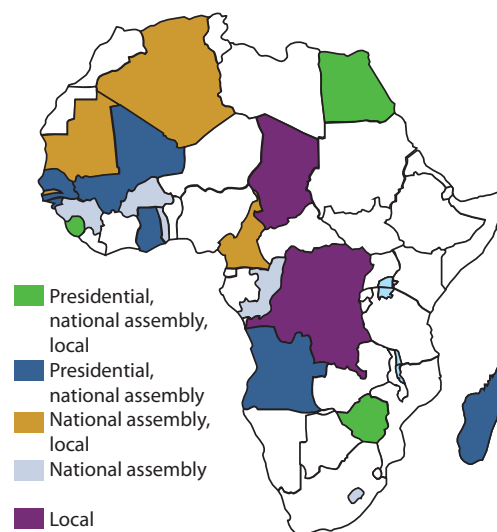 Presidential,
national assembly,
local
Presidential,
national assembly
National assembly,
local
National assembly
Local